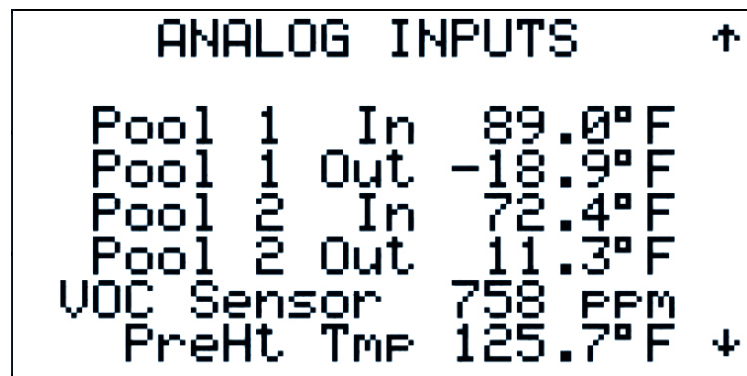 ANALOG INPUTS ↑
Pool 1 In 89.0°F
Pool 1 Out -18.9°F
Pool 2 In 72.4°F
Pool 2 Out 11.3°F
VOC Sensor 758 ppm
PreHt Tmp 125.7°F ↓